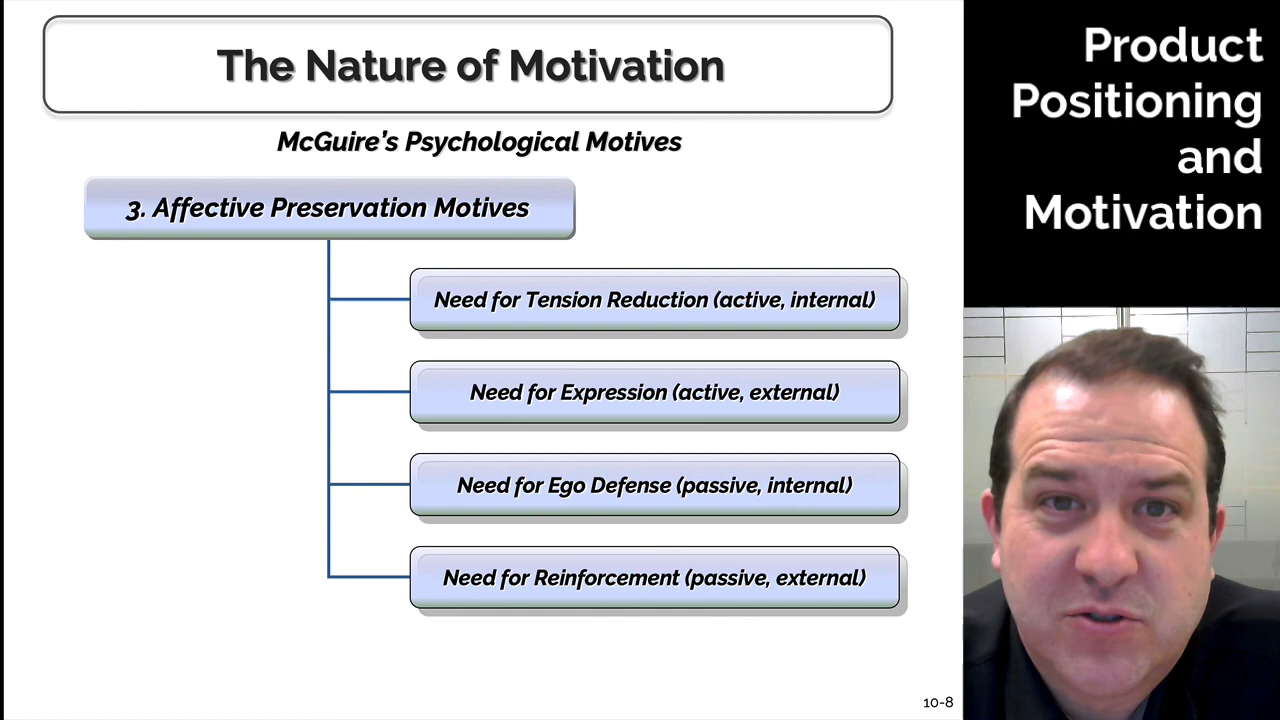 The Nature of Motivation
McGuire’s Psychological Motives
3. Affective Preservation Motives
Need for Tension Reduction (active, internal)
Need for Expression (active, external)
Need for Ego Defense (passive, internal)
Need for Reinforcement (passive, external)
10-8
Product
Positioning
and
Motivation